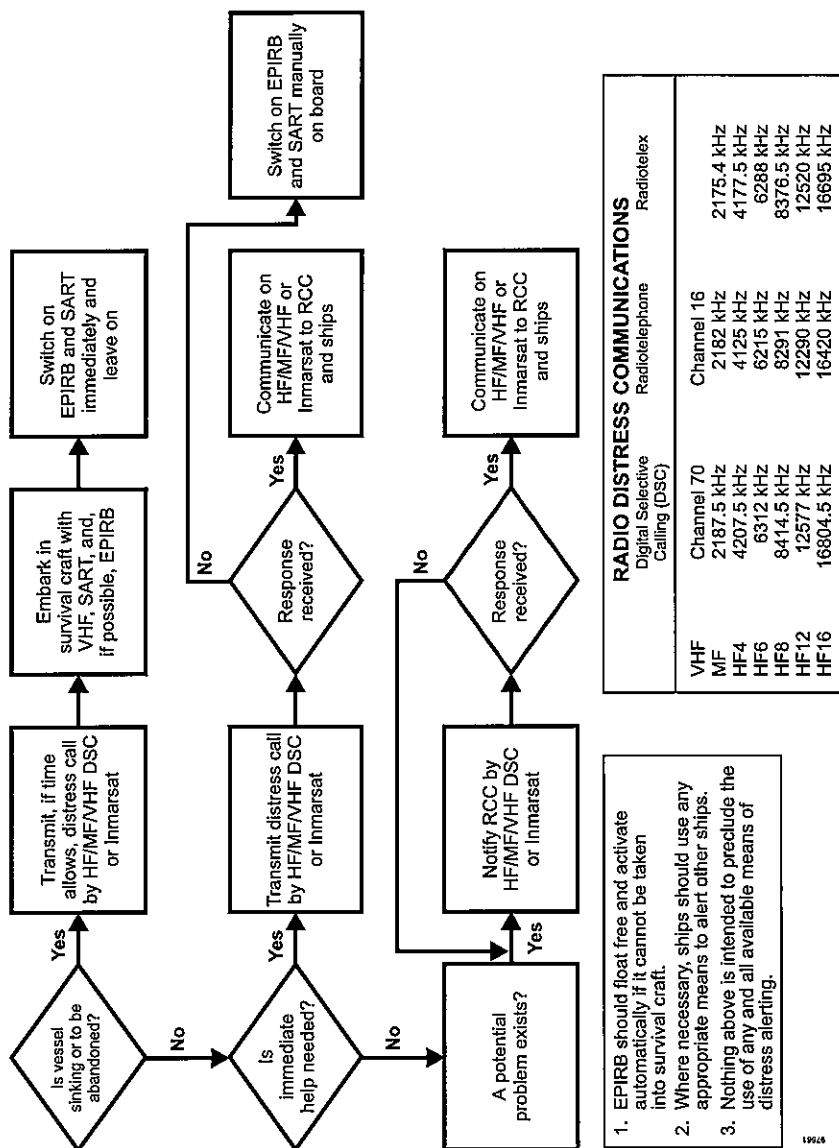 Is vessel
sinking or to be
abandoned?
Yes
Transmit, if time
allows, distress call
by HF/MF/VHF DSC
or Inmarsat
Embark in
survival craft with
VHF, SART, and,
if possible, EPIRB
Switch on
EPIRB and SART
immediately and
leave on
No
Is
immediate
help needed?
Yes
Transmit distress call
by HF/MF/VHF DSC
or Inmarsat
Response
received?
Yes
Communicate on
HF/MF/VHF or
Inmarsat to RCC
and ships
No
Switch on EPIRB
and SART manually
on board
No
A potential
problem exists?
Yes
Notify RCC by
HF/MF/VHF DSC
or Inmarsat
Response
received?
Yes
Communicate on
HF/MF/VHF or
Inmarsat to RCC
and ships
No
1. EPIRB should float free and activate
automatically if it cannot be taken
into survival craft.
2. Where necessary, ships should use any
appropriate means to alert other ships.
3. Nothing above is intended to preclude the
use of any and all available means of
distress alerting.
RADIO DISTRESS COMMUNICATIONS
Digital Selective
Calling (DSC) Radiotelephone Radiotelex
VHF Channel 70 Channel 16
MF 2187.5 kHz 2182 kHz 2175.4 kHz
HF4 4207.5 kHz 4125 kHz 4177.5 kHz
HF6 6312 kHz 6215 kHz 6288 kHz
HF8 8414.5 kHz 8291 kHz 8376.5 kHz
HF12 12577 kHz 12290 kHz 12520 kHz
HF16 16804.5 kHz 16420 kHz 16695 kHz